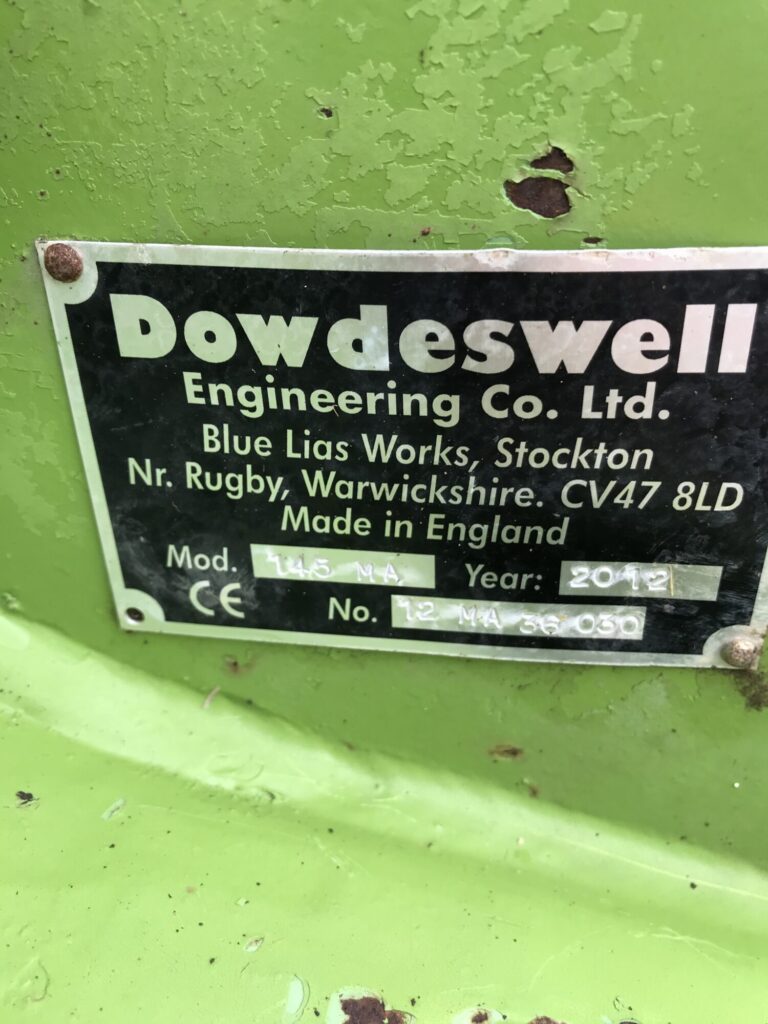 Dowdeswell
Engineering Co. Ltd.
Blue Lias Works, Stockton
Nr. Rugby, Warwickshire. CV47 8LD
Made in England
Mod. 145 MA Year: 2012
CE No. 12 MA 36 030